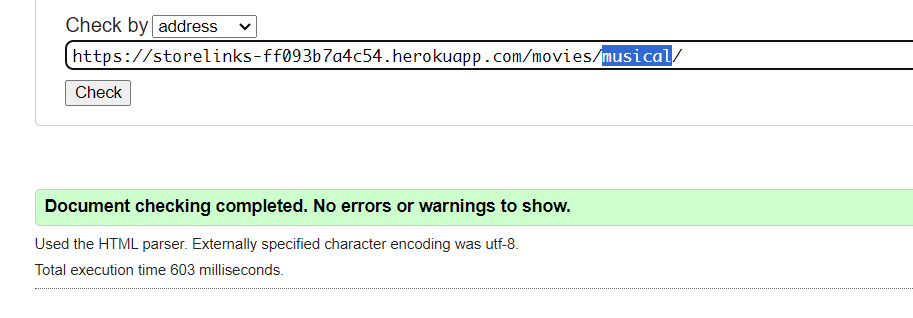 Check by address
https://storelinks-ff093b7a4c54.herokuapp.com/movies/musical/
Check
Document checking completed. No errors or warnings to show.
Used the HTML parser. Externally specified character encoding was utf-8.
Total execution time 603 milliseconds.